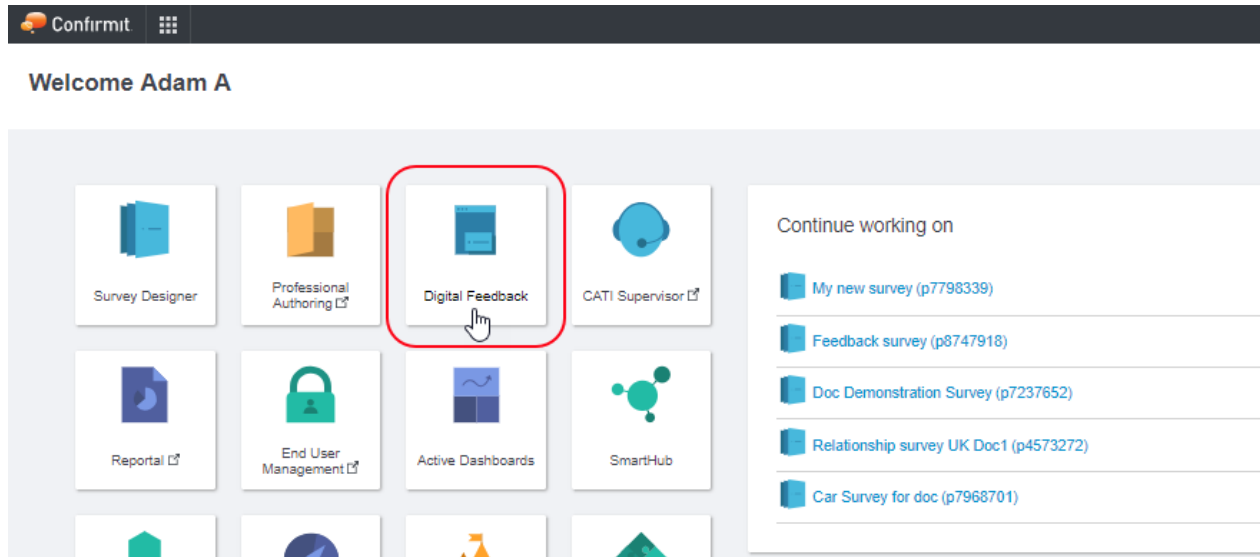 Confirmit.
Welcome Adam A
Survey Designer
Professional
Authoring
Digital Feedback
CATI Supervisor
Reportal
End User
Management
Active Dashboards
SmartHub
Continue working on
My new survey (p7798339)
Feedback survey (p8747918)
Doc Demonstration Survey (p7237652)
Relationship survey UK Doc1 (p4573272)
Car Survey for doc (p7968701)